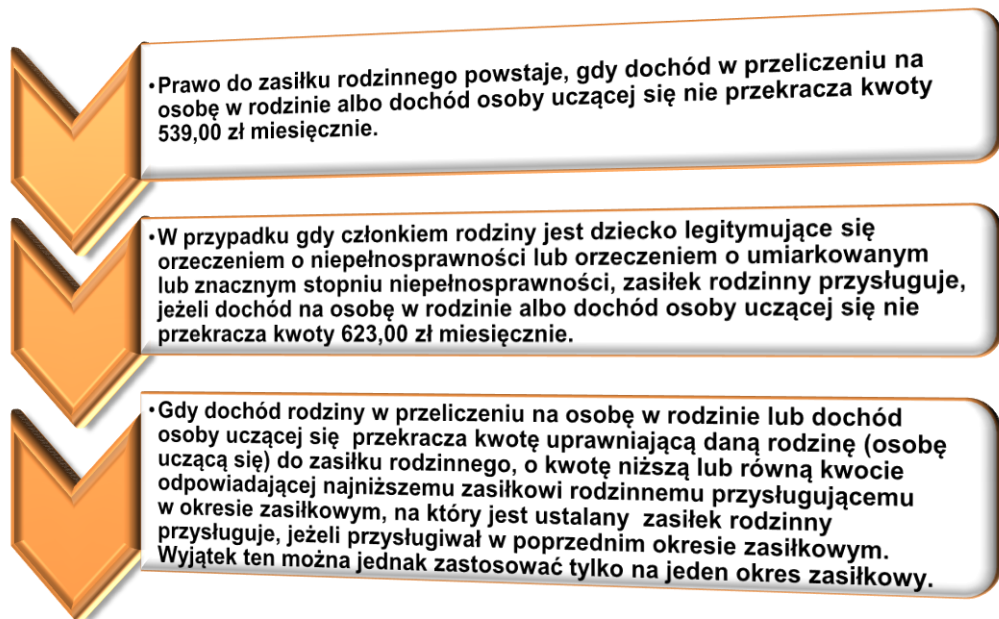 •Prawo do zasiłku rodzinnego powstaje, gdy dochód w przeliczeniu na
osobę w rodzinie albo dochód osoby uczącej się nie przekracza kwoty
539,00 zł miesięcznie.
•W przypadku gdy członkiem rodziny jest dziecko legitymujące się
orzeczeniem o niepełnosprawności lub orzeczeniem o umiarkowanym
lub znacznym stopniu niepełnosprawności, zasiłek rodzinny przysługuje,
jeżeli dochód na osobę w rodzinie albo dochód osoby uczącej się nie
przekracza kwoty 623,00 zł miesięcznie.
•Gdy dochód rodziny w przeliczeniu na osobę w rodzinie lub dochód
osoby uczącej się  przekracza kwotę uprawniającą daną rodzinę (osobę
uczącą się) do zasiłku rodzinnego, o kwotę niższą lub równą kwocie
odpowiadającej najniższemu zasiłkowi rodzinnemu przysługującemu
w okresie zasiłkowym, na który jest ustalany  zasiłek rodzinny
przysługuje, jeżeli przysługiwał w poprzednim okresie zasiłkowym.
Wyjątek ten można jednak zastosować tylko na jeden okres zasiłkowy.